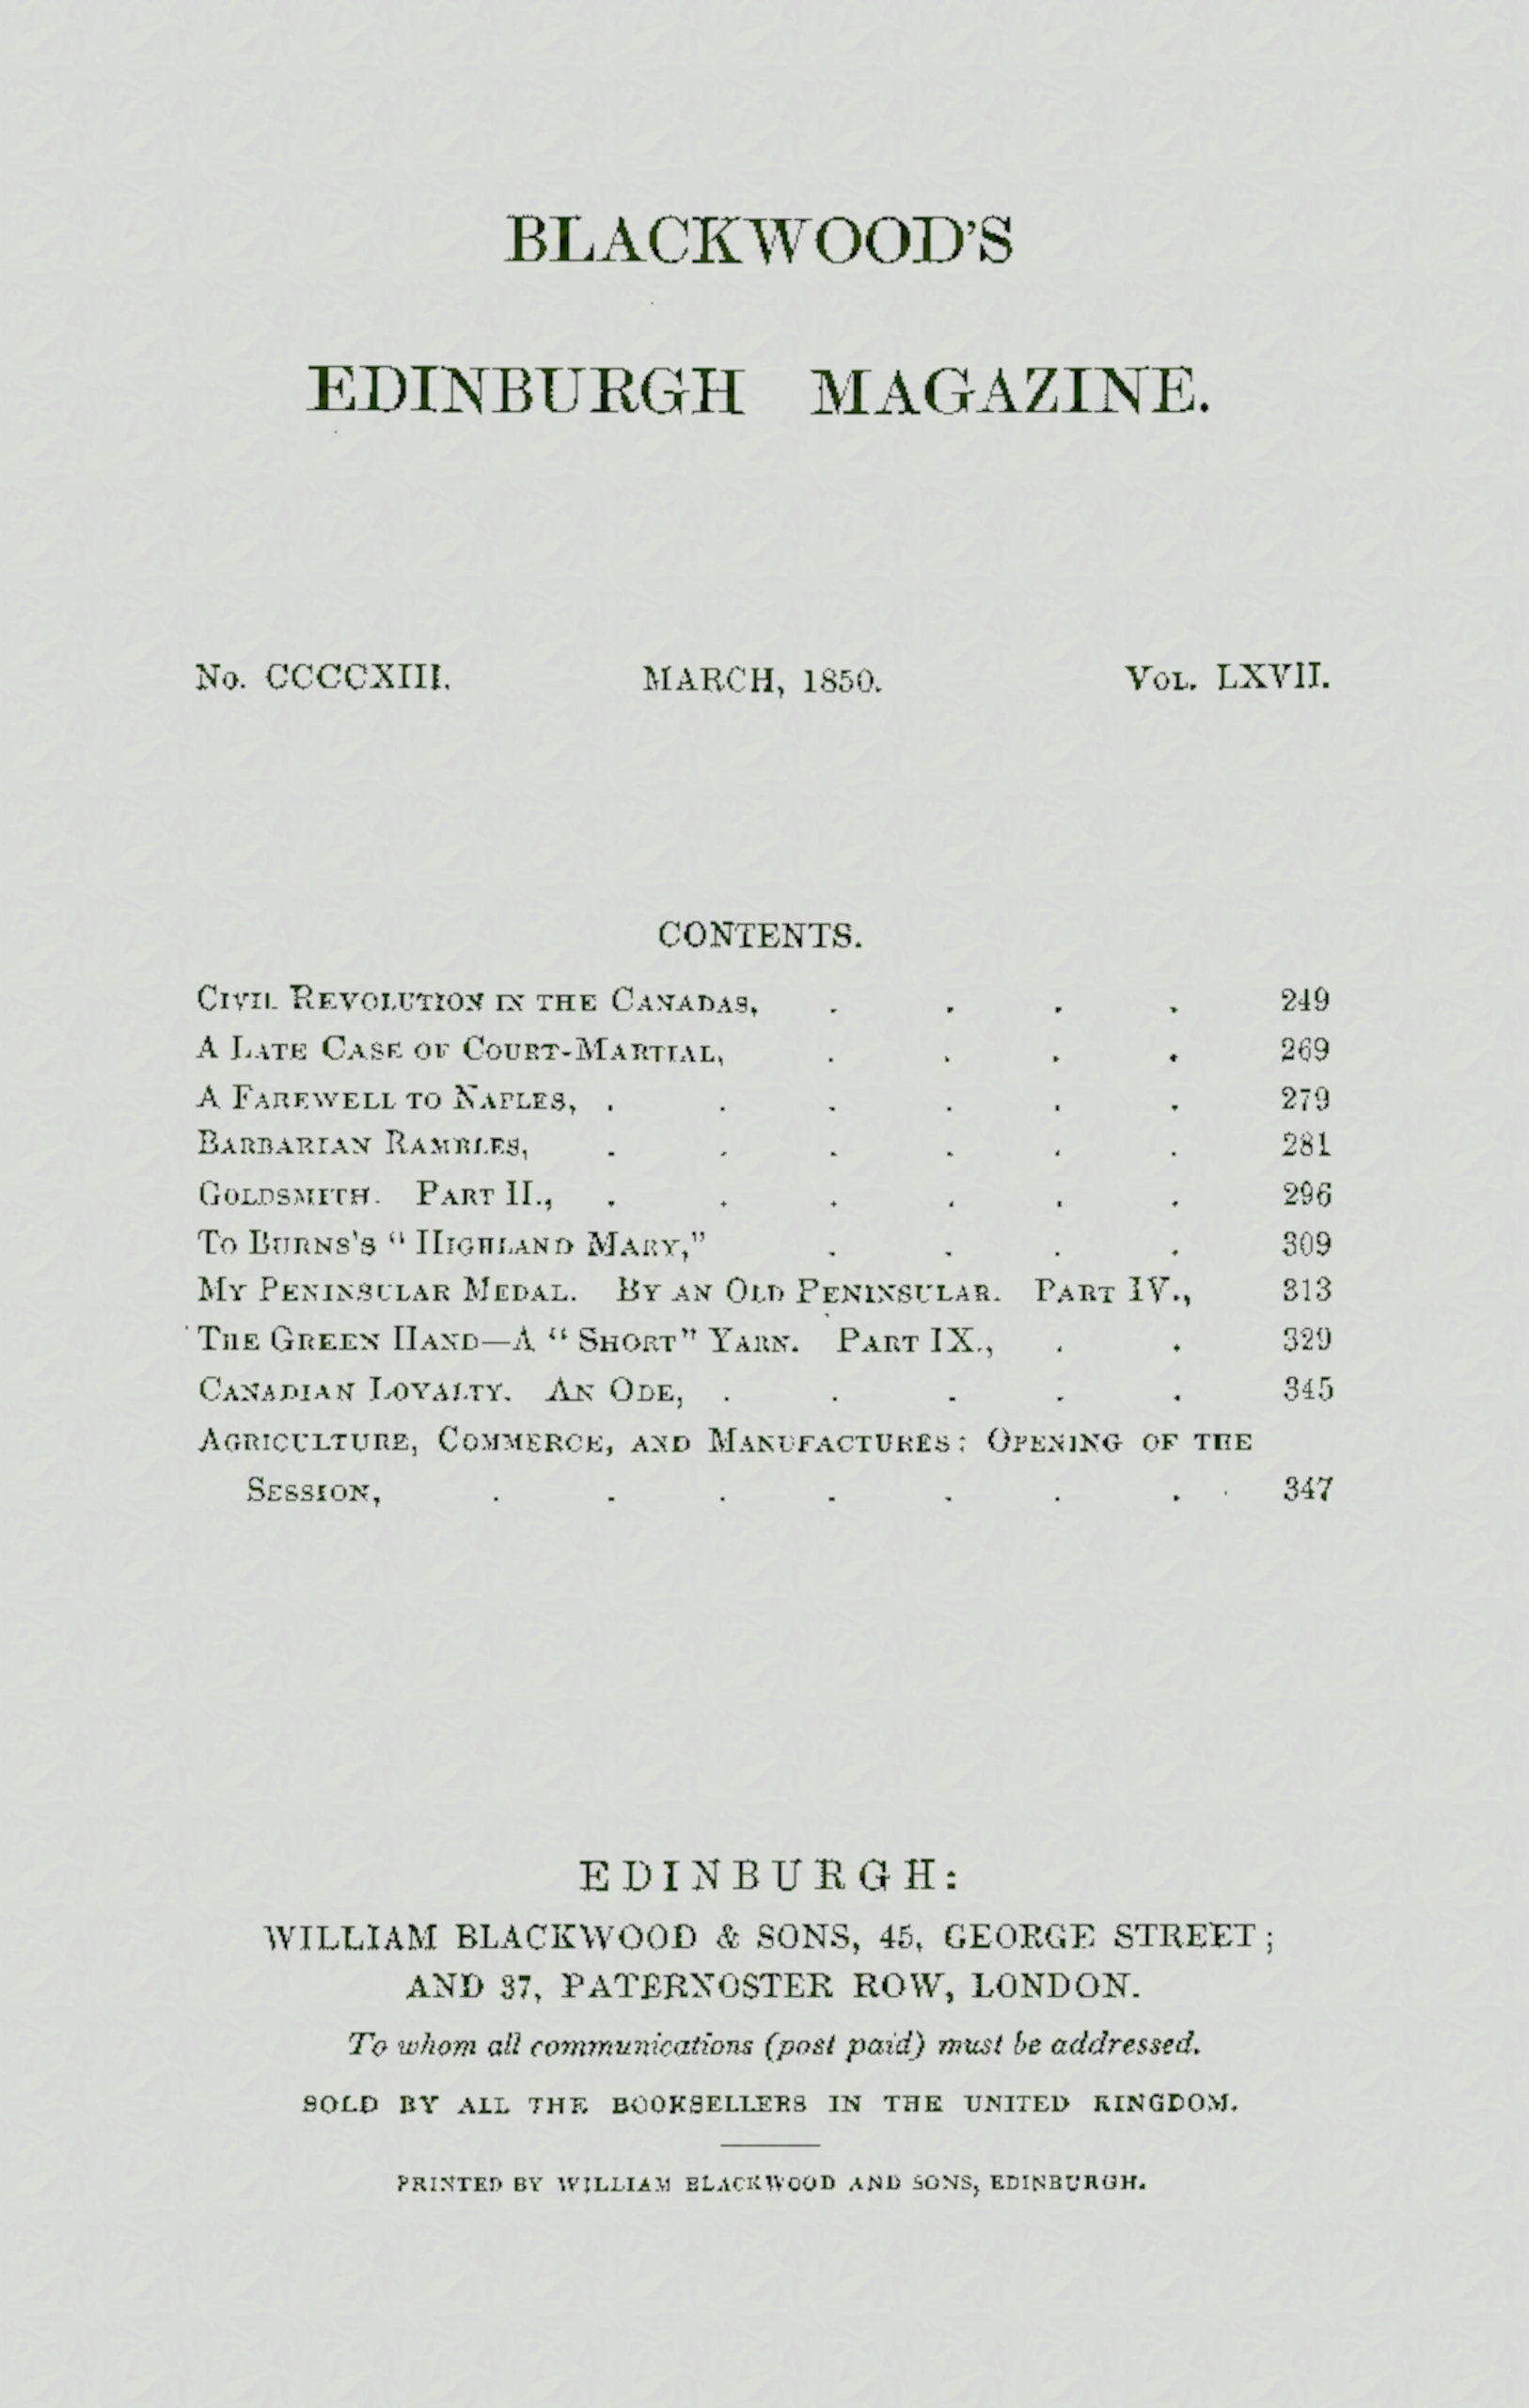 BLACKWOOD'S
EDINBURGH MAGAZINE.
No. CCCCXIII. MARCH, 1850. VOL. LXVII.
CONTENTS.
CIVIL REVOLUTION IN THE CANADAS, . . . . 249
A LATE CASE OF COURT-MARTIAL, . . . . 269
A FAREWELL TO NAPLES, . . . . . . 279
BARBARIAN RAMBLES, . . . . . . 281
GOLDSMITH. PART II., . . . . . . 296
TO BURNS'S “HIGHLAND MARY,” . . . . 309
MY PENINSULAR MEDAL. BY AN OLD PENINSULAR. PART IV., 313
THE GREEN HAND—A “SHORT” YARN. PART IX., . . 329
CANADIAN LOYALTY. AN ODE, . . . . . 345
AGRICULTURE, COMMERCE, AND MANUFACTURES: OPENING OF THE
SESSION, . . . . . . . 347
EDINBURGH:
WILLIAM BLACKWOOD & SONS, 45, GEORGE STREET;
AND 37, PATERNOSTER ROW, LONDON.
To whom all communications (post paid) must be addressed.
SOLD BY ALL THE BOOKSELLERS IN THE UNITED KINGDOM.
PRINTED BY WILLIAM BLACKWOOD AND SONS, EDINBURGH.